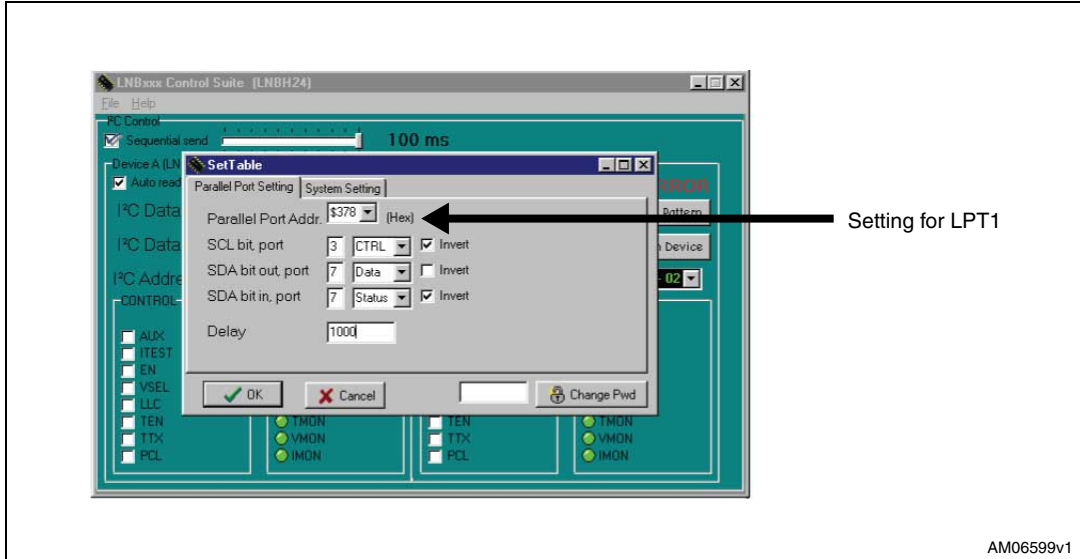 LNBxxx Control Suite (LNBH24)
File Help
I²C Control
Sequential send 100 ms
Device A (LN
Auto read
I²C Data
I²C Data
I²C Addre
CONTROL
AUX
ITEST
EN
VSEL
LLC
TEN
TTX
PCL
TMON
VMON
IMON
SetTable
Parallel Port Setting System Setting
Parallel Port Addr. $378 (Hex)
SCL bit, port 3 CTRL Invert
SDA bit out, port 7 Data Invert
SDA bit in, port 7 Status Invert
Delay 1000
OK Cancel Change Pwd
RROR
Pattern
Device
02
TEN
TTX
PCL
TMON
VMON
IMON
Setting for LPT1
AM06599v1